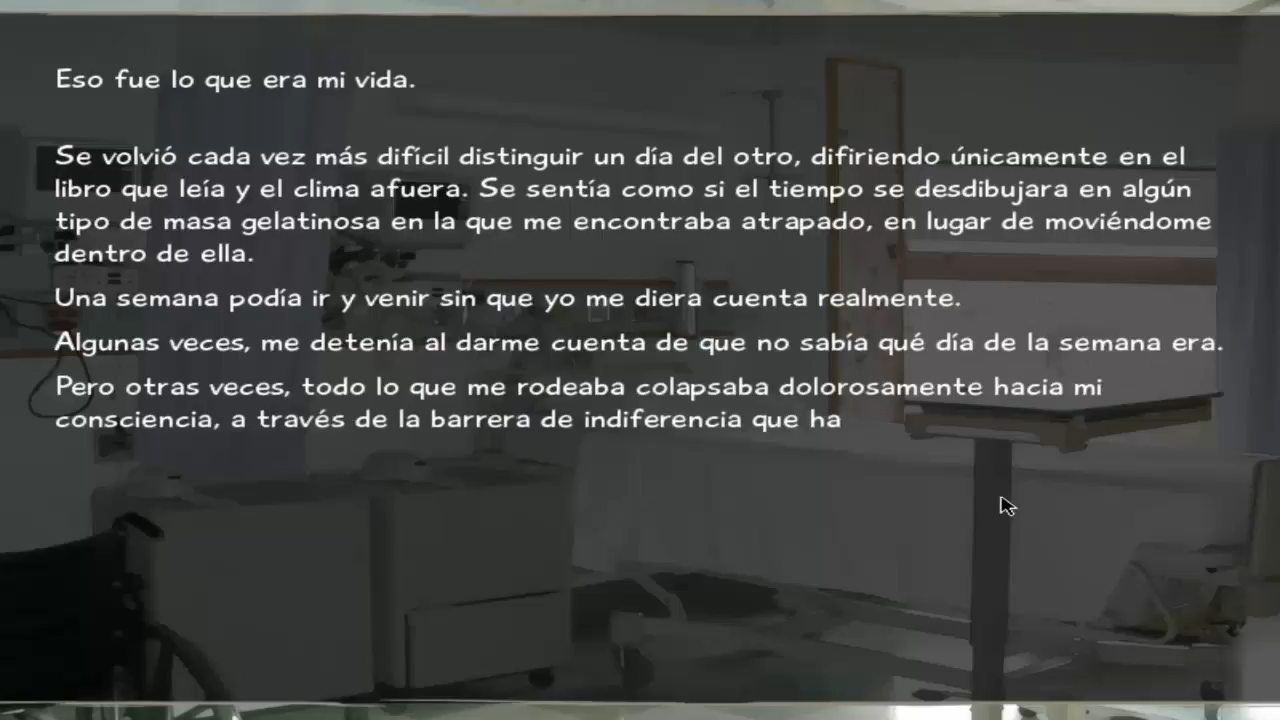 Eso fue lo que era mi vida.
Se volvió cada vez más difícil distinguir un día del otro, difiriendo únicamente en el
libro que leía y el clima afuera. Se sentía como si el tiempo se desdibujara en algún
tipo de masa gelatinosa en la que me encontraba atrapado, en lugar de moviéndome
dentro de ella.
Una semana podía ir y venir sin que yo me diera cuenta realmente.
Algunas veces, me detenía al darme cuenta de que no sabía qué día de la semana era.
Pero otras veces, todo lo que me rodeaba colapsaba dolorosamente hacia mi
consciencia, a través de la barrera de indiferencia que ha